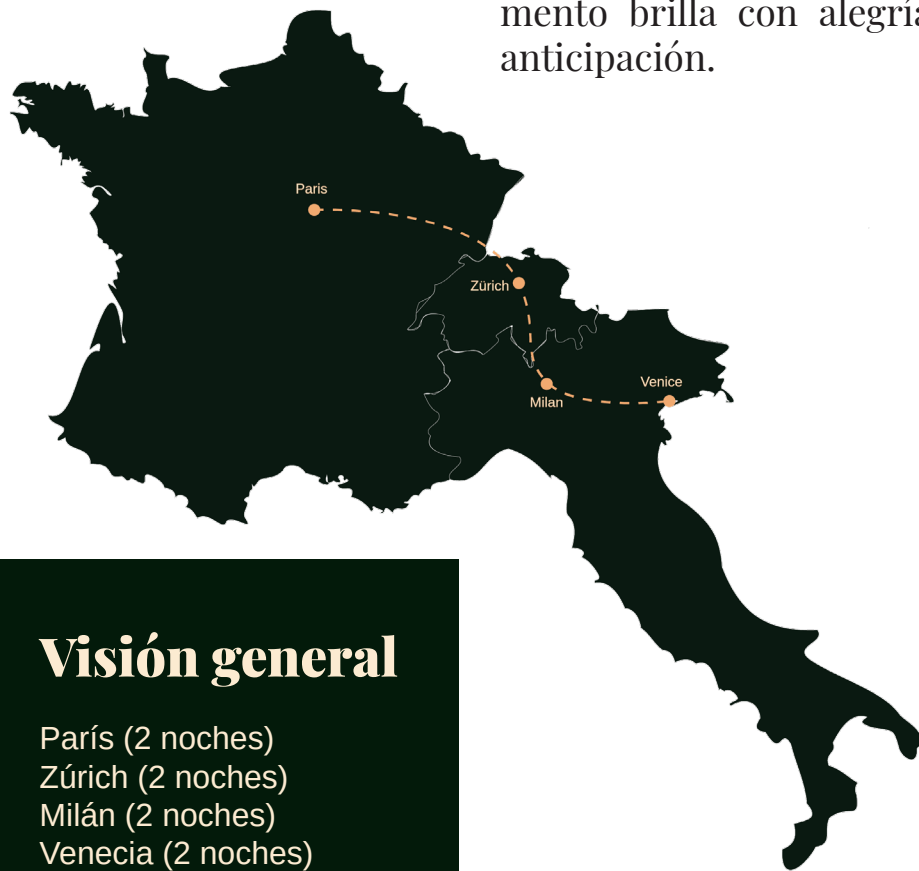 mento brilla con alegría
anticipación.
Paris
Zürich
Milan
Venice
Visión general
París (2 noches)
Zúrich (2 noches)
Milán (2 noches)
Venecia (2 noches)